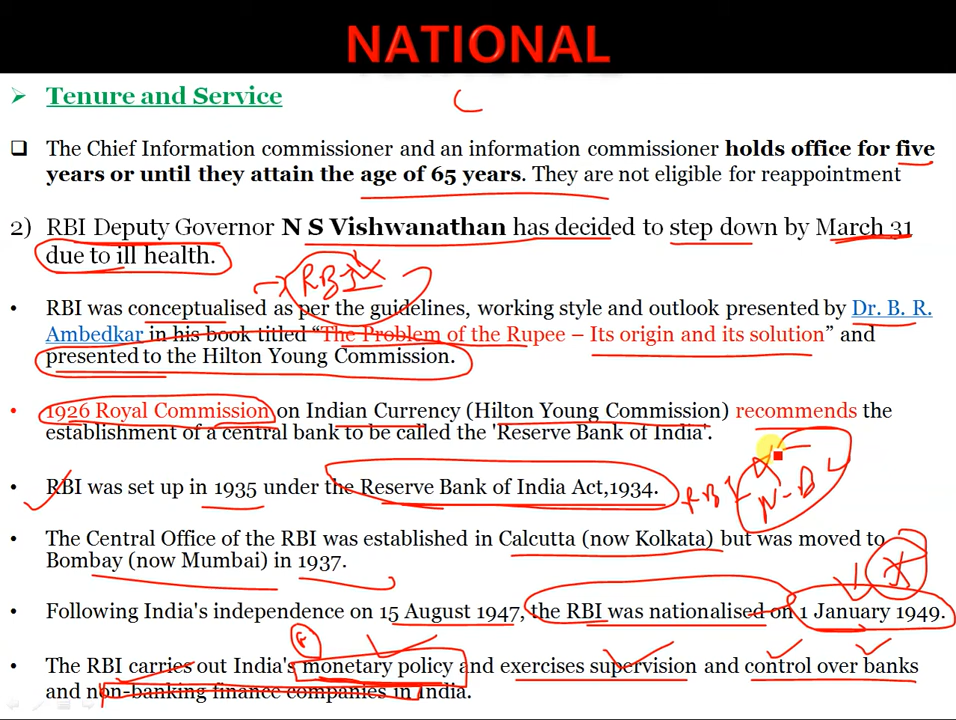 NATIONAL
Tenure and Service
The Chief Information commissioner and an information commissioner holds office for five
years or until they attain the age of 65 years. They are not eligible for reappointment
2) RBI Deputy Governor N S Vishwanathan has decided to step down by March 31
due to ill health.
RBI
• RBI was conceptualised as per the guidelines, working style and outlook presented by Dr. B. R.
Ambedkar in his book titled “The Problem of the Rupee – Its origin and its solution” and
presented to the Hilton Young Commission.
• 1926 Royal Commission on Indian Currency (Hilton Young Commission) recommends the
establishment of a central bank to be called the 'Reserve Bank of India'.
• RBI was set up in 1935 under the Reserve Bank of India Act,1934.
RBI
• The Central Office of the RBI was established in Calcutta (now Kolkata) but was moved to
Bombay (now Mumbai) in 1937.
• Following India's independence on 15 August 1947, the RBI was nationalised on 1 January 1949.
• The RBI carries out India's monetary policy and exercises supervision and control over banks
and non-banking finance companies in India.